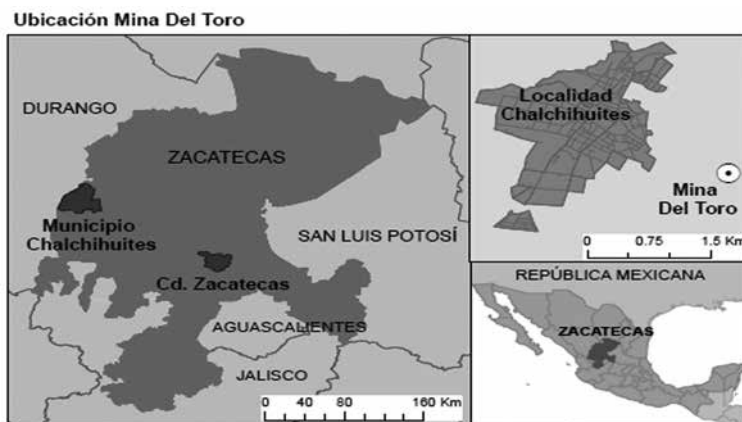 Ubicación Mina Del Toro
DURANGO
ZACATECAS
Municipio
Chalchihuites
SAN LUIS POTOSÍ
Cd. Zacatecas
AGUASCALIENTES
JALISCO
0 40 80 160 Km
Localidad
Chalchihuites
Mina
Del Toro
0 0.75 1.5 Km
REPÚBLICA MEXICANA
ZACATECAS